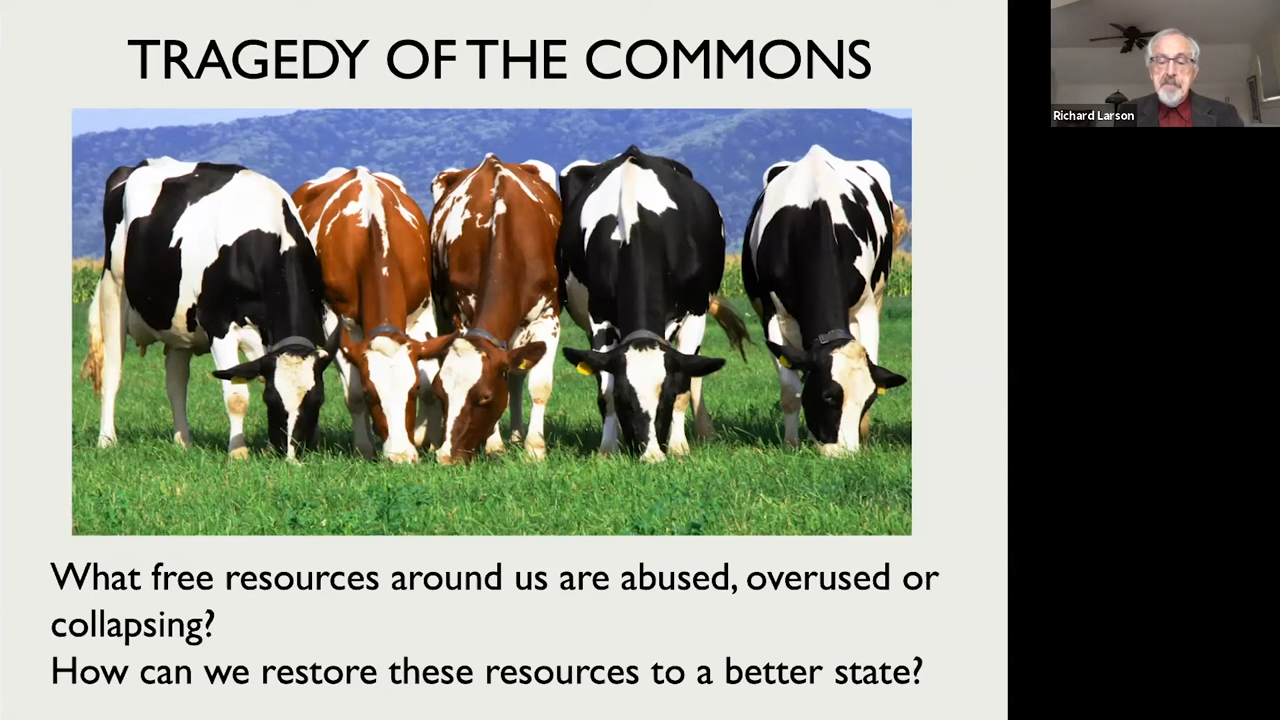 TRAGEDY OF THE COMMONS
Richard Larson
What free resources around us are abused, overused or
collapsing?
How can we restore these resources to a better state?